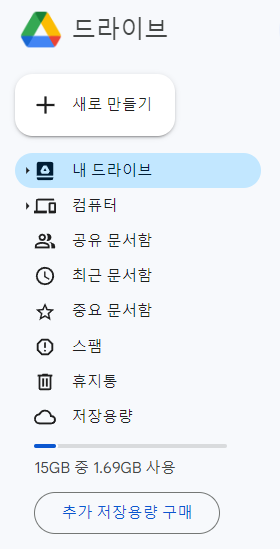 드라이브
새로 만들기
내 드라이브
컴퓨터
공유 문서함
최근 문서함
중요 문서함
스팸
휴지통
저장용량
15GB 중 1.69GB 사용
추가 저장용량 구매